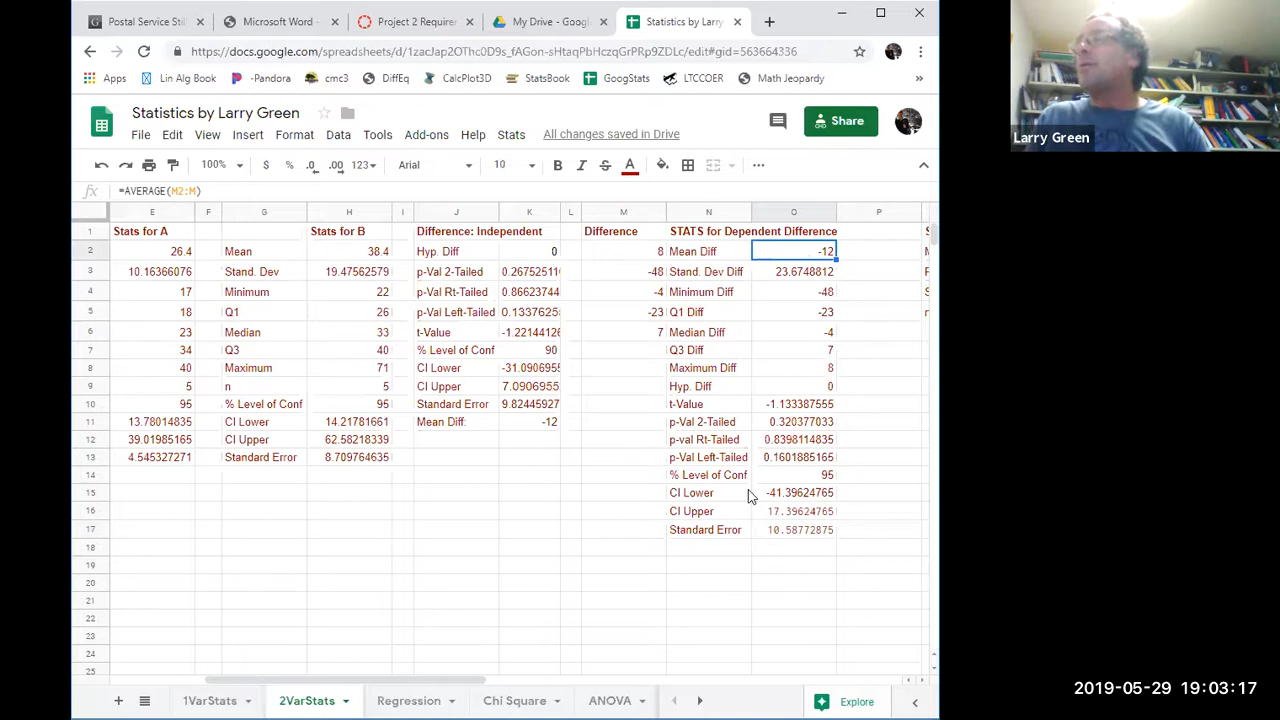 Postal Service Sti
Microsoft Word -
Project 2 Requirer
My Drive - Google
Statistics by Larry
https://docs.google.com/spreadsheets/d/1zacJap2OThc0D9s_fAGon-sHtaqPbHczqGrPRp9ZDLc/edit#gid=563664336
Apps Lin Alg Book -Pandora cmc3 DiffEq CalcPlot3D StatsBook GoogStats LTCCOER Math Jeopardy »
Larry Green
Statistics by Larry Green
File Edit View Insert Format Data Tools Add-ons Help Stats All changes saved in Drive
Share
100% $ % .0 .00 123 Arial 10 B I S A
fx =AVERAGE(M2:M)
E F G H I J K L M N O P
1 Stats for A Stats for B Difference: Independent Difference STATS for Dependent Difference S
2 26.4 Mean 38.4 Hyp. Diff 0 8 Mean Diff -12
3 10.16366076 Stand. Dev 19.47562579 p-Val 2-Tailed 0.26752511 -48 Stand. Dev Diff 23.6748812
4 17 Minimum 22 p-Val Rt-Tailed 0.86623744 -4 Minimum Diff -48
5 18 Q1 26 p-Val Left-Tailed 0.1337625 -23 Q1 Diff -23
6 23 Median 33 t-Value -1.22144126 7 Median Diff -4
7 34 Q3 40 % Level of Conf 90 Q3 Diff 7
8 40 Maximum 71 CI Lower -31.0906955 Maximum Diff 8
9 5 n 5 CI Upper 7.0906955 Hyp. Diff 0
10 95 % Level of Conf 95 Standard Error 9.82445927 t-Value -1.133387555
11 13.78014835 CI Lower 14.21781661 Mean Diff: -12 p-Val 2-Tailed 0.320377033
12 39.01985165 CI Upper 62.58218339 p-val Rt-Tailed 0.8398114835
13 4.545327271 Standard Error 8.709764635 p-Val Left-Tailed 0.1601885165
14 % Level of Conf 95
15 CI Lower -41.39624765
16 CI Upper 17.39624765
17 Standard Error 10.58772875
18
19
20
21
22
23
24
25
1VarStats 2VarStats Regression Chi Square ANOVA Explore
2019-05-29 19:03:17